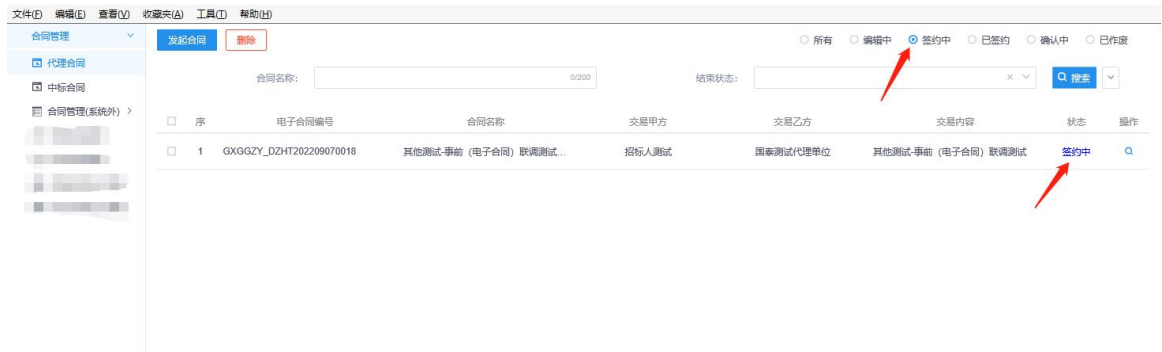 文件(F) 编辑(E) 查看(V) 收藏夹(A) 工具(T) 帮助(H)
合同管理
发起合同 删除 所有 编辑中 签约中 已签约 确认中 已作废
代理合同
合同名称： 0/200 结束状态： 搜索
中标合同
合同管理(系统外)
序 电子合同编号 合同名称 交易甲方 交易乙方 交易内容 状态 操作
1 GXGGZY_DZHT202209070018 其他测试-事前（电子合同）联调测试... 招标人测试 国泰测试代理单位 其他测试-事前（电子合同）联调测试 签约中